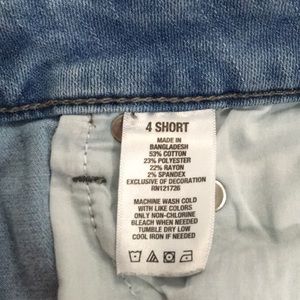 4 SHORT
MADE IN
BANGLADESH
53% COTTON
23% POLYESTER
22% RAYON
2% SPANDEX
EXCLUSIVE OF DECORATION
RN121726
MACHINE WASH COLD
WITH LIKE COLORS
ONLY NON-CHLORINE
BLEACH WHEN NEEDED
TUMBLE DRY LOW
COOL IRON IF NEEDED